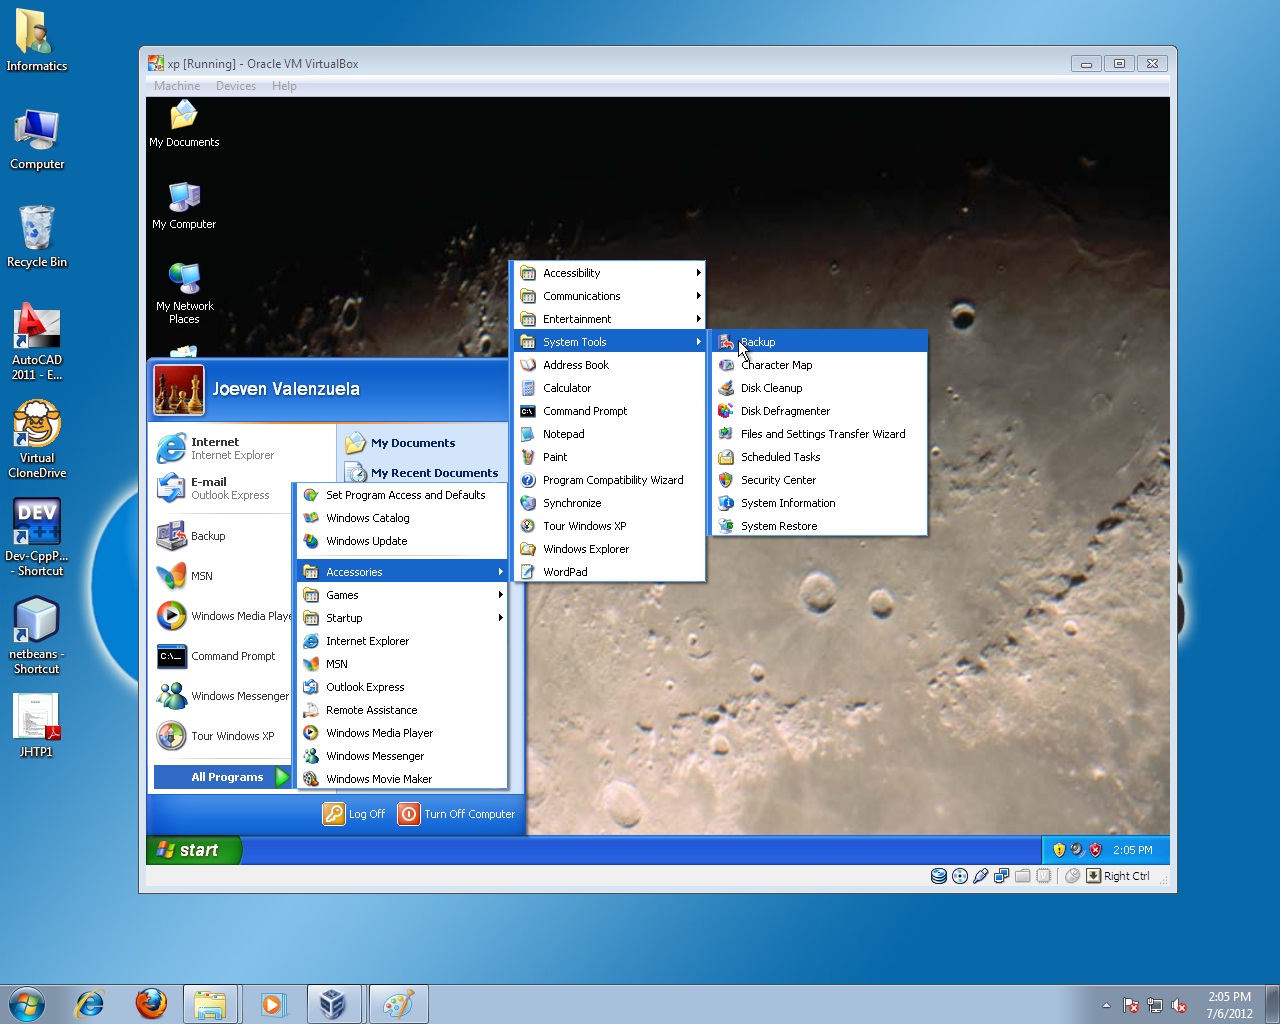 Informatics
Computer
Recycle Bin
AutoCAD
2011 - E...
Virtual
CloneDrive
DEV
Dev-CppP...
- Shortcut
netbeans -
Shortcut
JHTP1
xp [Running] - Oracle VM VirtualBox
Machine Devices Help
My Documents
My Computer
My Network
Places
Joeven Valenzuela
Internet
Internet Explorer
E-mail
Outlook Express
Backup
MSN
Windows Media Playe
Command Prompt
Windows Messenger
Tour Windows XP
All Programs
My Documents
My Recent Documents
Set Program Access and Defaults
Windows Catalog
Windows Update
Accessories
Games
Startup
Internet Explorer
MSN
Outlook Express
Remote Assistance
Windows Media Player
Windows Messenger
Windows Movie Maker
Accessibility
Communications
Entertainment
System Tools
Address Book
Calculator
Command Prompt
Notepad
Paint
Program Compatibility Wizard
Synchronize
Tour Windows XP
Windows Explorer
WordPad
Backup
Character Map
Disk Cleanup
Disk Defragmenter
Files and Settings Transfer Wizard
Scheduled Tasks
Security Center
System Information
System Restore
Log Off Turn Off Computer
start
2:05 PM
Right Ctrl
2:05 PM
7/6/2012